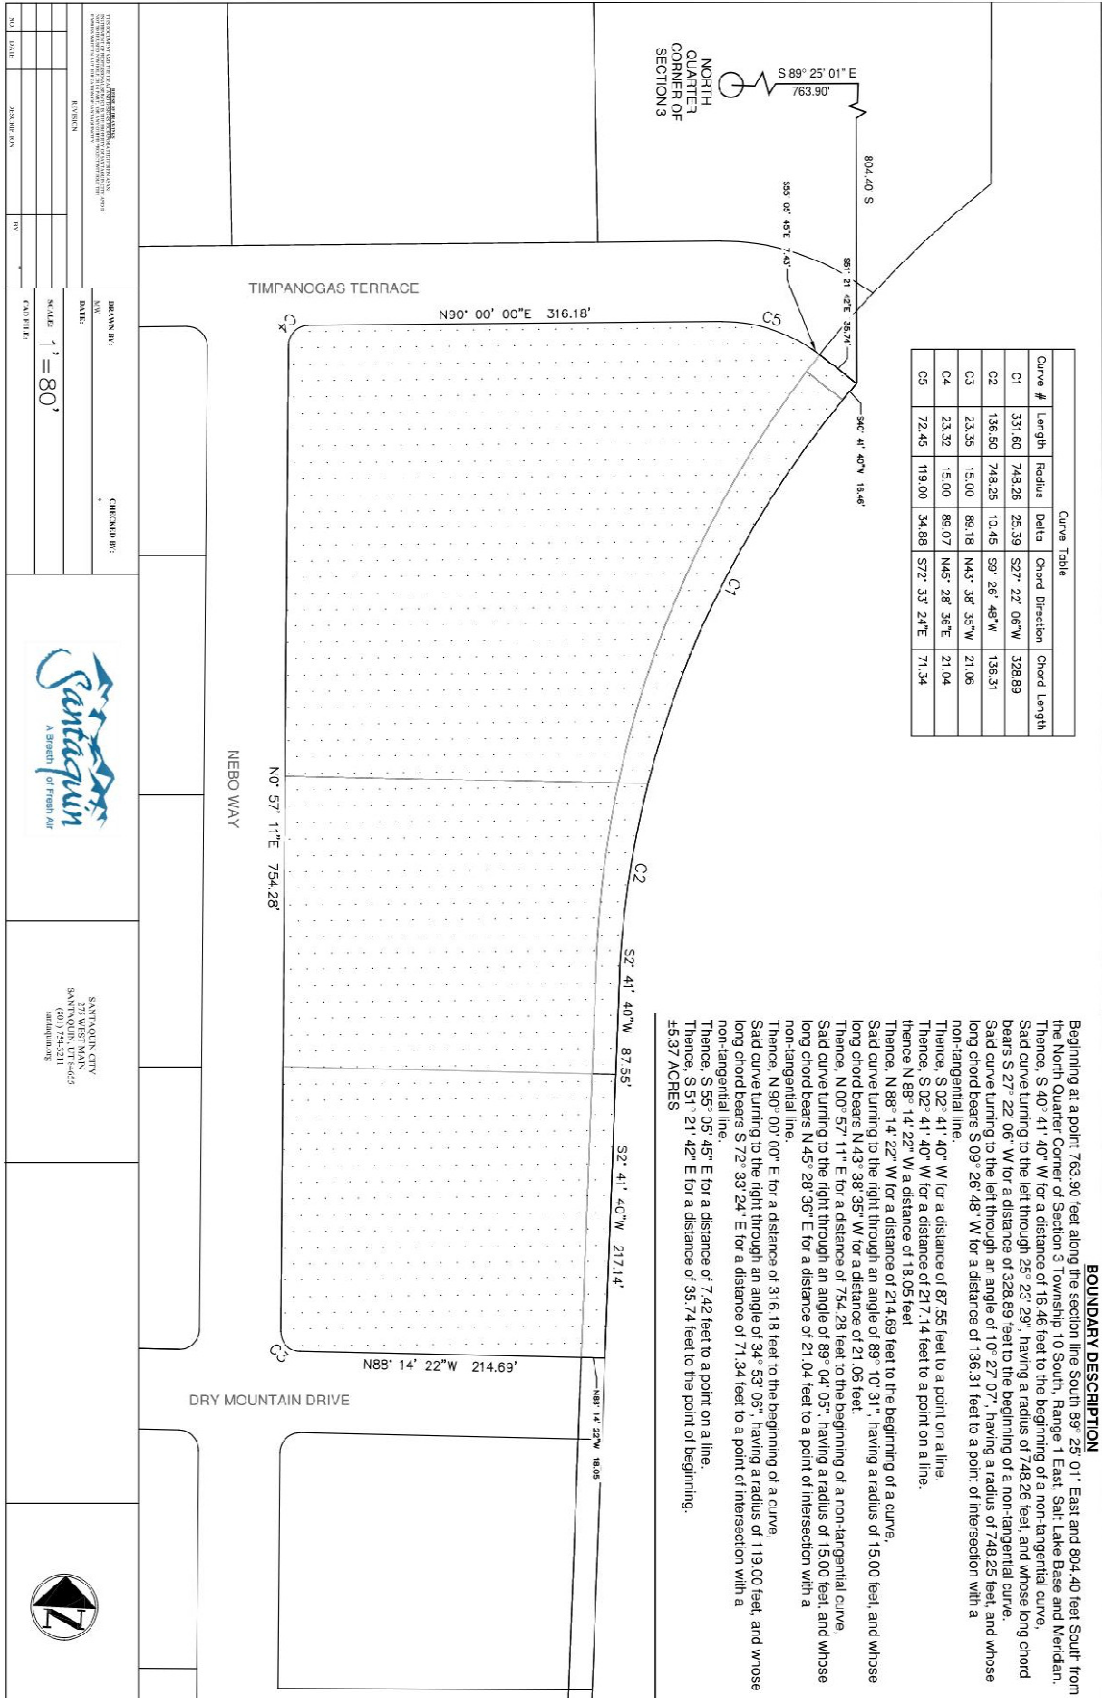 BOUNDARY DESCRIPTION
Beginning at a point 763.90 feet along the section line South 89° 25' 01" East and 804.40 feet South from
the North Quarter Corner of Section 3 Township 10 South, Range 1 East, Salt Lake Base and Meridian.
Thence, S 40° 41' 40" W for a distance of 16.46 feet to the beginning of a non-tangential curve,
Said curve turning to the left through 25° 23' 29", having a radius of 748.26 feet, and whose long chord
bears S 27° 22' 06" W for a distance of 328.89 feet to the beginning of a non-tangential curve.
Said curve turning to the left through an angle of 10° 27' 07", having a radius of 748.25 feet, and whose
long chord bears S 09° 26' 48" W for a distance of 136.31 feet to a point of intersection with a
non-tangential line.
Thence, S 02° 41' 40" W for a distance of 87.55 feet to a point on a line.
Thence, S 02° 41' 40" W for a distance of 217.14 feet to a point on a line.
thence N 88° 14' 22" W a distance of 18.05 feet
Thence, N 88° 14' 22" W for a distance of 214.69 feet to the beginning of a curve,
Said curve turning to the right through an angle of 89° 10' 31", having a radius of 15.00 feet, and whose
long chord bears N 43° 38' 35" W for a distance of 21.06 feet.
Thence, N 00° 57' 11" E for a distance of 754.28 feet to the beginning of a non-tangential curve,
Said curve turning to the right through an angle of 89° 04' 05", having a radius of 15.00 feet, and whose
long chord bears N 45° 28' 36" E for a distance of 21.04 feet to a point of intersection with a
non-tangential line.
Thence, N 90° 00' 00" E for a distance of 316.18 feet to the beginning of a curve,
Said curve turning to the right through an angle of 34° 53' 06", having a radius of 119.00 feet, and whose
long chord bears S 72° 33' 24" E for a distance of 71.34 feet to a point of intersection with a
non-tangential line.
Thence, S 55° 05' 45" E for a distance of 7.42 feet to a point on a line.
Thence, S 51° 21' 42" E for a distance of 35.74 feet to the point of beginning.
±5.37 ACRES
Curve Table
Curve # Length Radius Delta Chord Direction Chord Length
C1 331.60 748.26 25.39 S27° 22' 06"W 328.89
C2 136.50 748.25 10.45 S9° 26' 48"W 136.31
C3 23.35 15.00 89.18 N43° 38' 35"W 21.06
C4 23.32 15.00 89.07 N45° 28' 36"E 21.04
C5 72.45 119.00 34.88 S72° 33' 24"E 71.34
S 89° 25' 01" E
763.90'
NORTH
QUARTER
CORNER OF
SECTION 3
804.40 S
S55° 05' 45"E 7.43'
S51° 21' 42"E 35.74'
S40° 41' 40"W 16.46'
TIMPANOGAS TERRACE
N90° 00' 00"E 316.18'
C5
C1
C2
S2° 41' 40"W 87.55'
S2° 41' 40"W 217.14'
N0° 57' 11"E 754.28'
NEBO WAY
C3
N88° 14' 22"W 214.69'
N88° 14' 22"W 18.05
DRY MOUNTAIN DRIVE
REVISION
NO. DATE DESCRIPTION BY
DRAWN BY:
CHECKED BY:
DATE:
SCALE: 1"=80'
CAD FILE:
Santaquin
A Breath of Fresh Air
SANTAQUIN CITY
275 WEST MAIN
SANTAQUIN, UT 84655
(801) 754-3211
santaquin.org
N